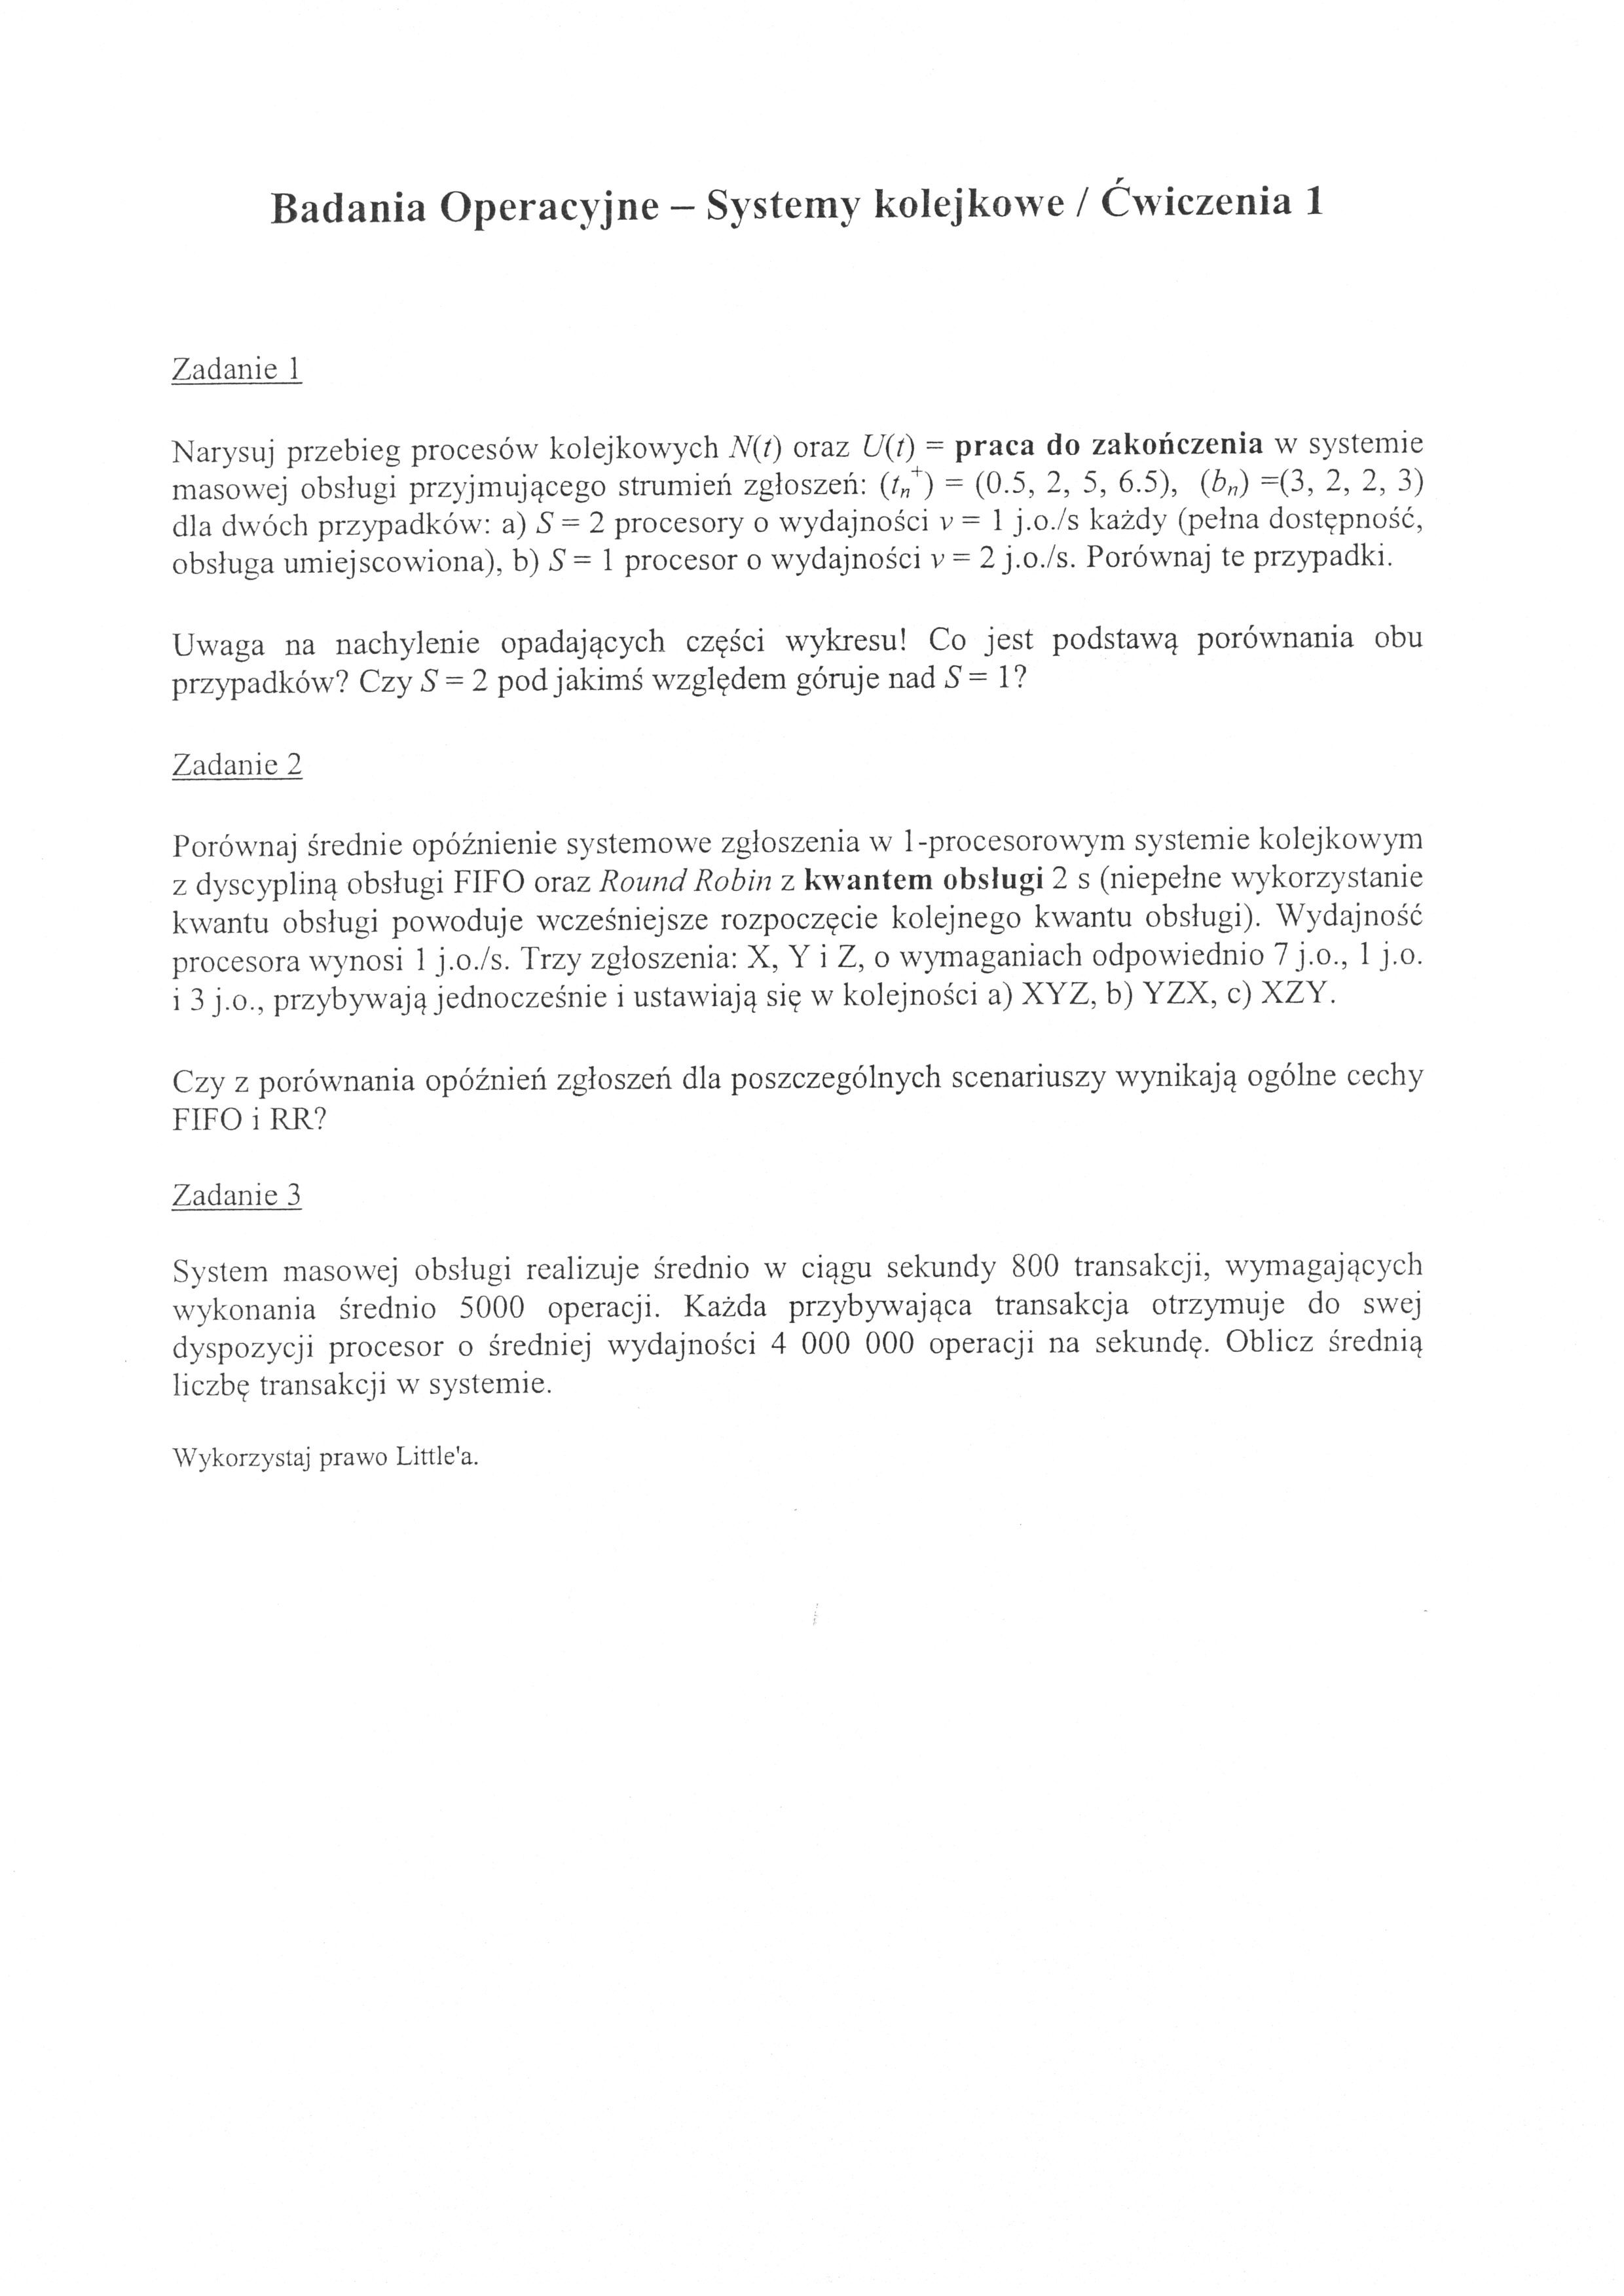 Badania Operacyjne – Systemy kolejkowe / Ćwiczenia 1
Zadanie 1
Narysuj przebieg procesów kolejkowych N(t) oraz U(t) = praca do zakończenia w systemie
masowej obsługi przyjmującego strumień zgłoszeń: (tₙ⁺) = (0.5, 2, 5, 6.5), (bₙ) =(3, 2, 2, 3)
dla dwóch przypadków: a) S = 2 procesory o wydajności v = 1 j.o./s każdy (pełna dostępność,
obsługa umiejscowiona), b) S = 1 procesor o wydajności v = 2 j.o./s. Porównaj te przypadki.
Uwaga na nachylenie opadających części wykresu! Co jest podstawą porównania obu
przypadków? Czy S = 2 pod jakimś względem góruje nad S = 1?
Zadanie 2
Porównaj średnie opóźnienie systemowe zgłoszenia w 1-procesorowym systemie kolejkowym
z dyscypliną obsługi FIFO oraz Round Robin z kwantem obsługi 2 s (niepełne wykorzystanie
kwantu obsługi powoduje wcześniejsze rozpoczęcie kolejnego kwantu obsługi). Wydajność
procesora wynosi 1 j.o./s. Trzy zgłoszenia: X, Y i Z, o wymaganiach odpowiednio 7 j.o., 1 j.o.
i 3 j.o., przybywają jednocześnie i ustawiają się w kolejności a) XYZ, b) YZX, c) XZY.
Czy z porównania opóźnień zgłoszeń dla poszczególnych scenariuszy wynikają ogólne cechy
FIFO i RR?
Zadanie 3
System masowej obsługi realizuje średnio w ciągu sekundy 800 transakcji, wymagających
wykonania średnio 5000 operacji. Każda przybywająca transakcja otrzymuje do swej
dyspozycji procesor o średniej wydajności 4 000 000 operacji na sekundę. Oblicz średnią
liczbę transakcji w systemie.
Wykorzystaj prawo Little'a.